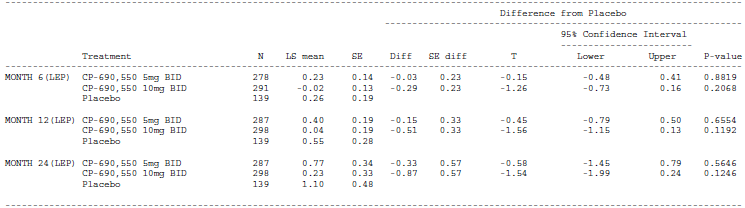 Difference from Placebo
95% Confidence Interval
Treatment N LS mean SE Diff SE diff T Lower Upper P-value
MONTH 6(LEP) CP-690,550 5mg BID 278 0.23 0.14 -0.03 0.23 -0.15 -0.48 0.41 0.8819
CP-690,550 10mg BID 291 -0.02 0.13 -0.29 0.23 -1.26 -0.73 0.16 0.2068
Placebo 139 0.26 0.19
MONTH 12(LEP) CP-690,550 5mg BID 287 0.40 0.19 -0.15 0.33 -0.45 -0.79 0.50 0.6554
CP-690,550 10mg BID 298 0.04 0.19 -0.51 0.33 -1.56 -1.15 0.13 0.1192
Placebo 139 0.55 0.28
MONTH 24(LEP) CP-690,550 5mg BID 287 0.77 0.34 -0.33 0.57 -0.58 -1.45 0.79 0.5646
CP-690,550 10mg BID 298 0.23 0.33 -0.87 0.57 -1.54 -1.99 0.24 0.1246
Placebo 139 1.10 0.48